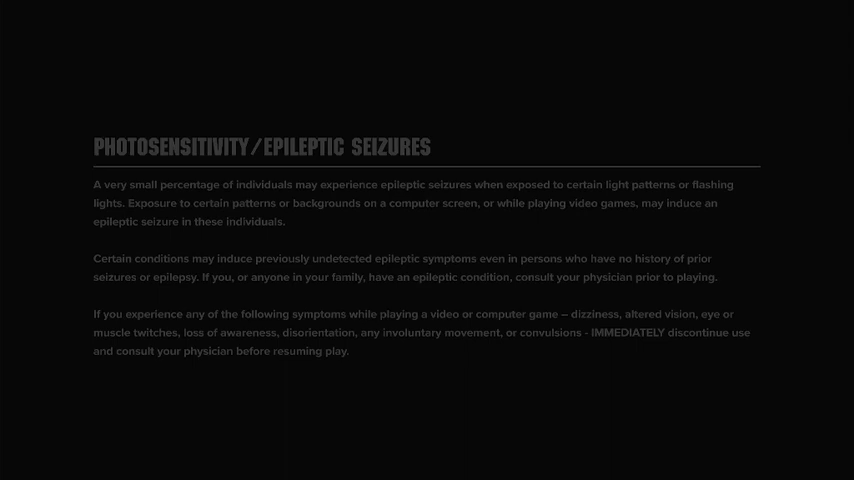 PHOTOSENSITIVITY/EPILEPTIC SEIZURES
A very small percentage of individuals may experience epileptic seizures when exposed to certain light patterns or flashing
lights. Exposure to certain patterns or backgrounds on a computer screen, or while playing video games, may induce an
epileptic seizure in these individuals.
Certain conditions may induce previously undetected epileptic symptoms even in persons who have no history of prior
seizures or epilepsy. If you, or anyone in your family, have an epileptic condition, consult your physician prior to playing.
If you experience any of the following symptoms while playing a video or computer game – dizziness, altered vision, eye or
muscle twitches, loss of awareness, disorientation, any involuntary movement, or convulsions - IMMEDIATELY discontinue use
and consult your physician before resuming play.